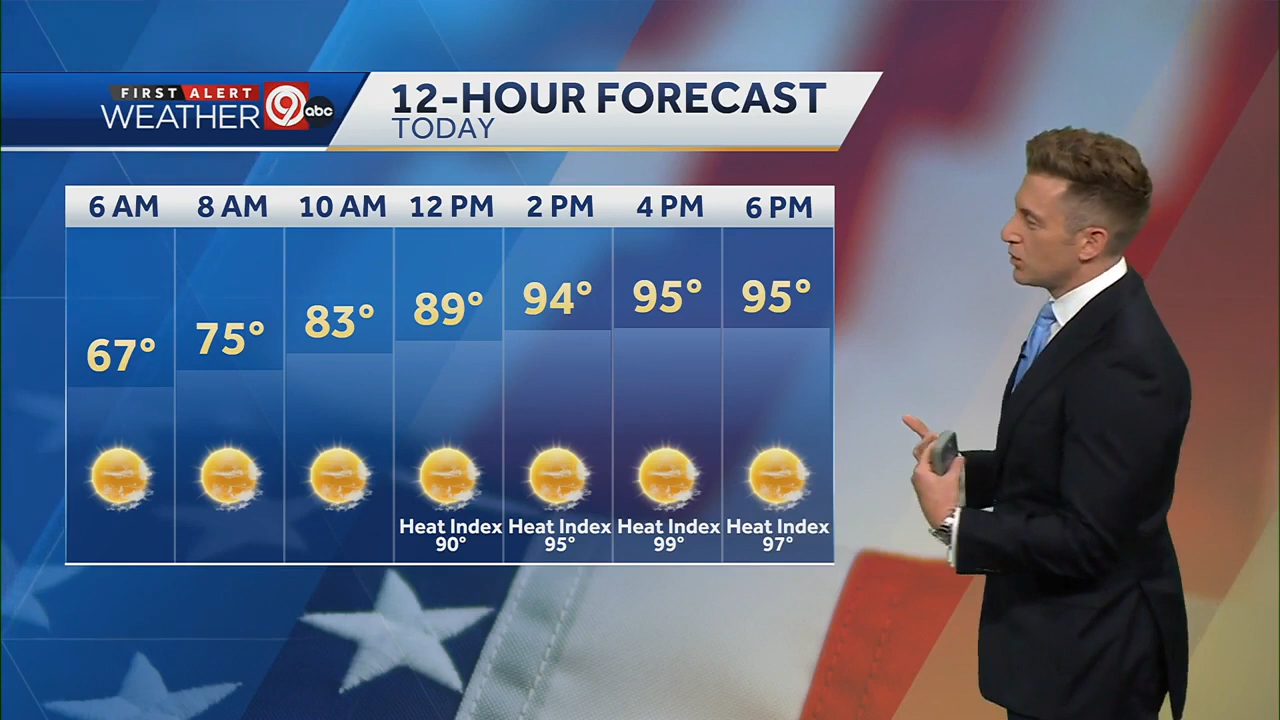 FIRST ALERT
WEATHER 9 abc
12-HOUR FORECAST
TODAY
6 AM 8 AM 10 AM 12 PM 2 PM 4 PM 6 PM
67° 75° 83° 89° 94° 95° 95°
Heat Index Heat Index Heat Index Heat Index
90° 95° 99° 97°